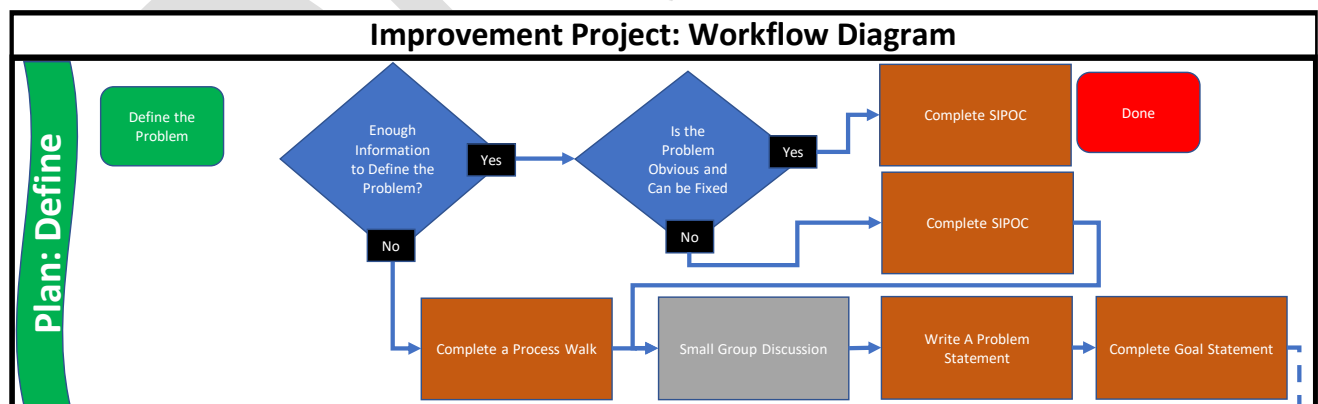 Improvement Project: Workflow Diagram
Plan: Define
Define the
Problem
Enough
Information
to Define the
Problem?
Yes
No
Is the
Problem
Obvious and
Can be Fixed
Yes
No
Complete SIPOC
Done
Complete SIPOC
Complete a Process Walk
Small Group Discussion
Write A Problem
Statement
Complete Goal Statement